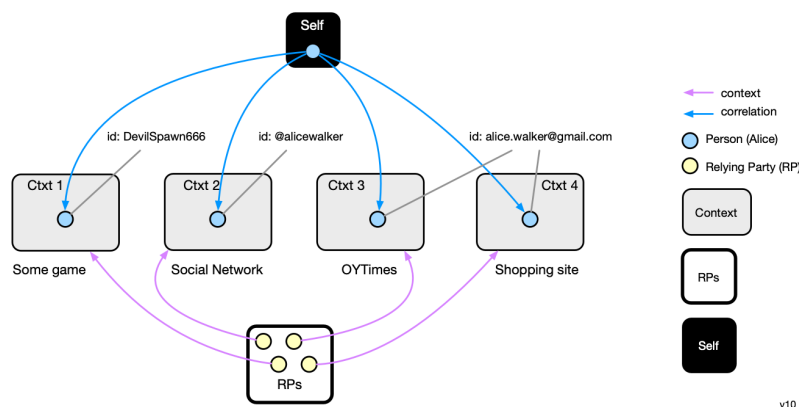 Self
id: DevilSpawn666
id: @alicewalker
id: alice.walker@gmail.com
Ctxt 1
Ctxt 2
Ctxt 3
Ctxt 4
Some game
Social Network
OYTimes
Shopping site
RPs
context
correlation
Person (Alice)
Relying Party (RP)
Context
RPs
Self
v10